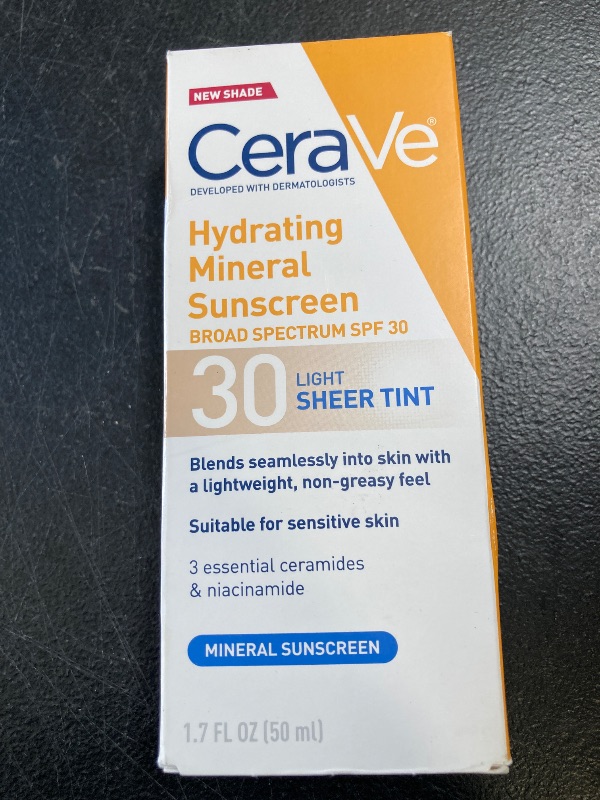 NEW SHADE
CeraVe®
DEVELOPED WITH DERMATOLOGISTS
Hydrating
Mineral
Sunscreen
BROAD SPECTRUM SPF 30
30 LIGHT
SHEER TINT
Blends seamlessly into skin with
a lightweight, non-greasy feel
Suitable for sensitive skin
3 essential ceramides
& niacinamide
MINERAL SUNSCREEN
1.7 FL OZ (50 ml)